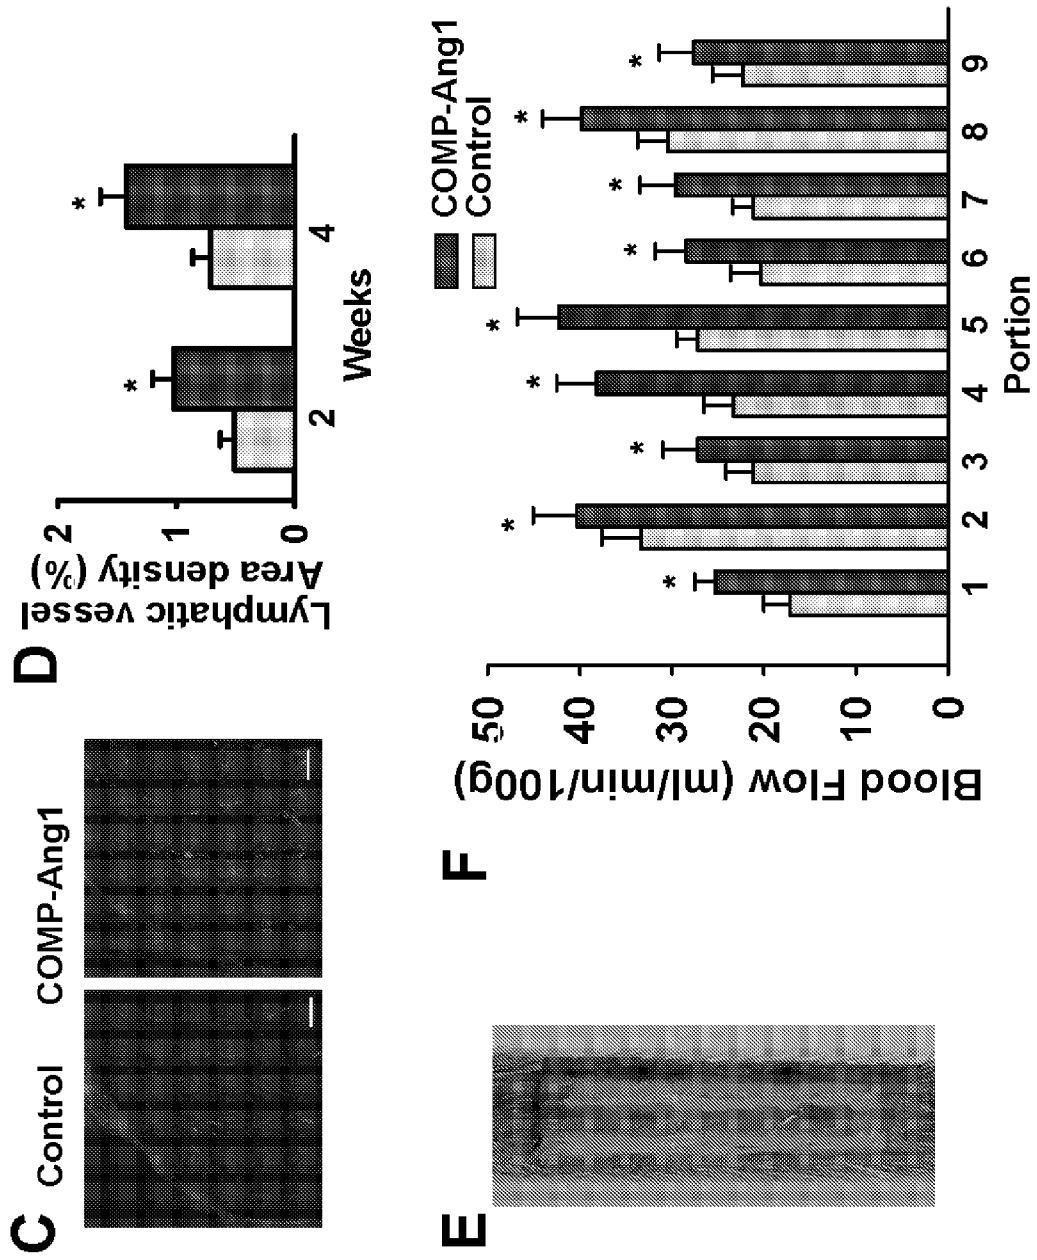 C
Control
COMP-Ang1
D
Lymphatic vessel
Area density (%)
2
1
0
2
*
4
*
Weeks
E
F
Blood Flow (ml/min/100g)
50
40
30
20
10
0
COMP-Ang1
Control
*
*
*
*
*
*
*
*
*
1 2 3 4 5 6 7 8 9
Portion